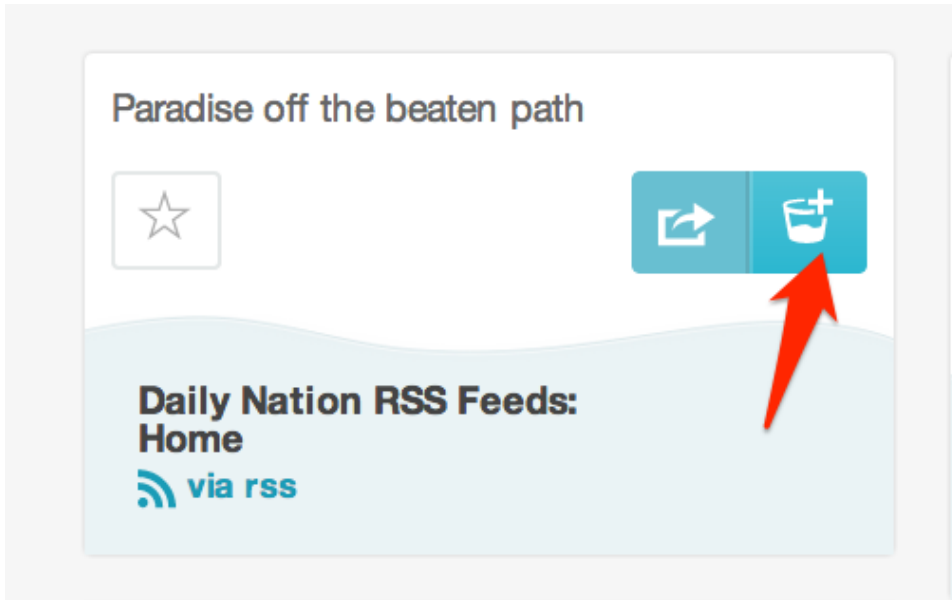 Paradise off the beaten path
Daily Nation RSS Feeds:
Home
via rss